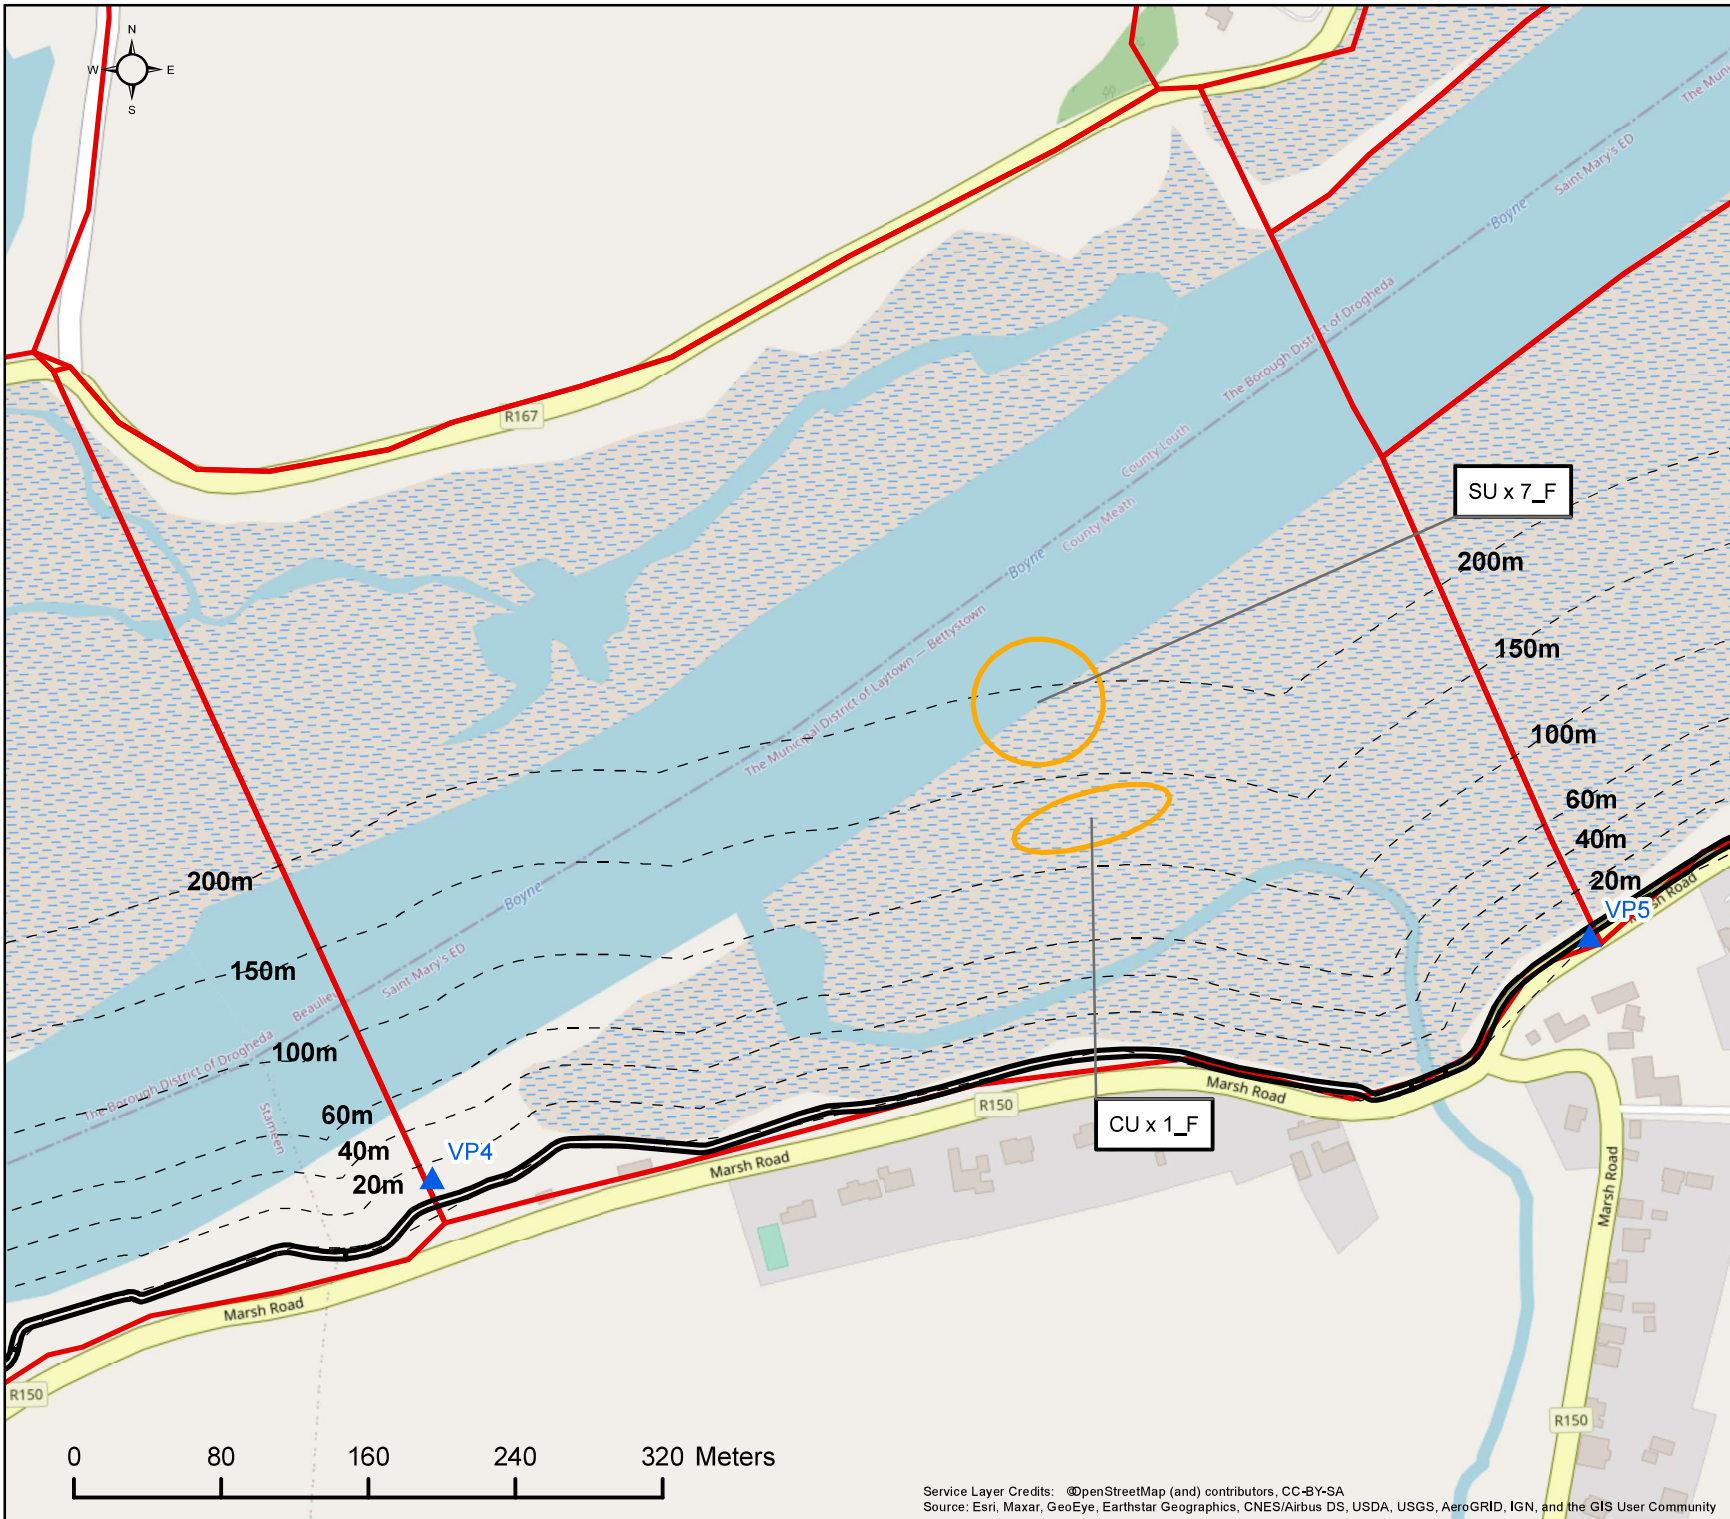 N
W E
S
The Muni
Saint Mary's ED
Boyne
The Borough District of Drogheda
R167
County Louth
County Meath
SU x 7_F
Boyne
200m
The Municipal District of Laytown — Bettystown
150m
100m
60m
40m
20m
VP5
Marsh Road
200m
Boyne
150m
Saint Mary's ED
Beaulieu
100m
The Borough District of Drogheda
60m
Stameen
40m
VP4
20m
Marsh Road
R150
CU x 1_F
Marsh Road
Marsh Road
Marsh Road
R150
R150
0 80 160 240 320 Meters
Service Layer Credits: ©OpenStreetMap (and) contributors, CC-BY-SA
Source: Esri, Maxar, GeoEye, Earthstar Geographics, CNES/Airbus DS, USDA, USGS, AeroGRID, IGN, and the GIS User Community